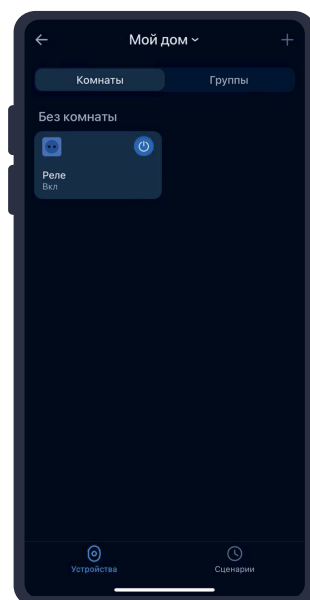 Мой дом
Комнаты Группы
Без комнаты
Реле
Вкл
Устройства Сценарии